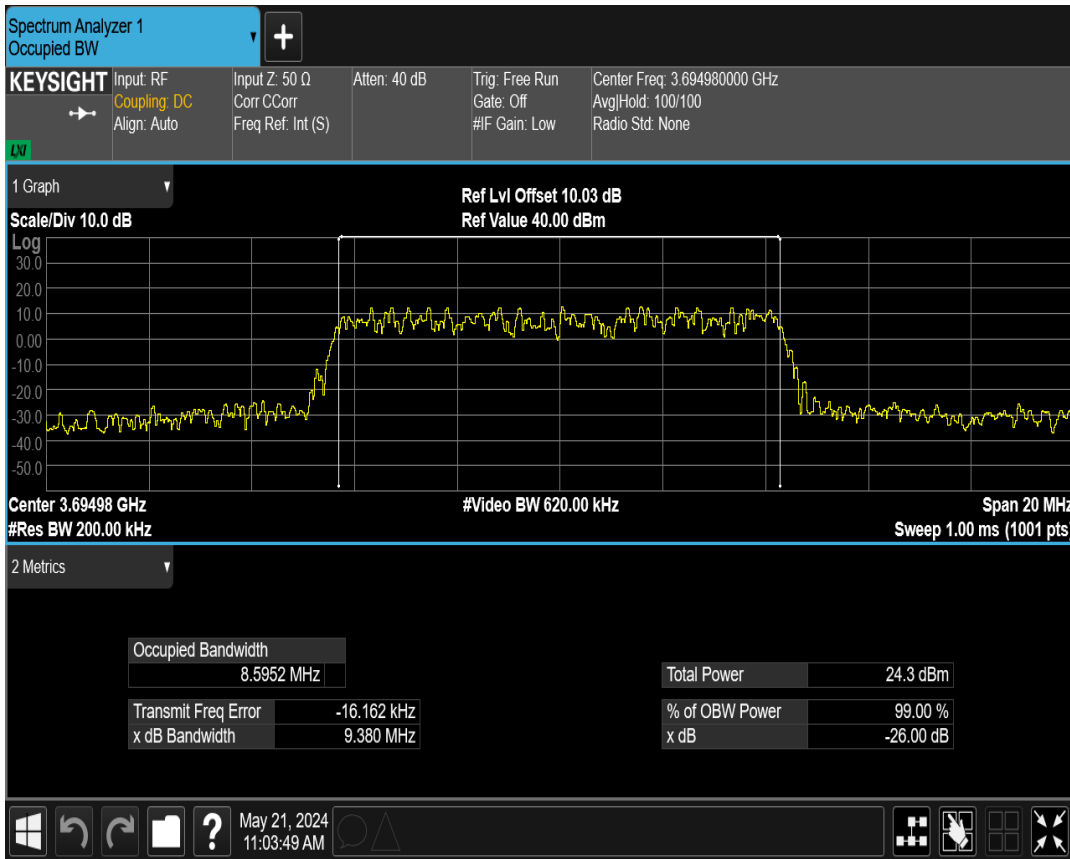 Spectrum Analyzer 1
Occupied BW
KEYSIGHT
LXI
Input: RF
Coupling: DC
Align: Auto
Input Z: 50 Ω
Corr CCorr
Freq Ref: Int (S)
Atten: 40 dB
Trig: Free Run
Gate: Off
#IF Gain: Low
Center Freq: 3.694980000 GHz
Avg|Hold: 100/100
Radio Std: None
1 Graph
Scale/Div 10.0 dB
Ref Lvl Offset 10.03 dB
Ref Value 40.00 dBm
Log
30.0
20.0
10.0
0.00
-10.0
-20.0
-30.0
-40.0
-50.0
Center 3.69498 GHz
#Video BW 620.00 kHz
Span 20 MHz
#Res BW 200.00 kHz
Sweep 1.00 ms (1001 pts)
2 Metrics
Occupied Bandwidth
8.5952 MHz
Total Power 24.3 dBm
Transmit Freq Error -16.162 kHz
% of OBW Power 99.00 %
x dB Bandwidth 9.380 MHz
x dB -26.00 dB
?
May 21, 2024
11:03:49 AM